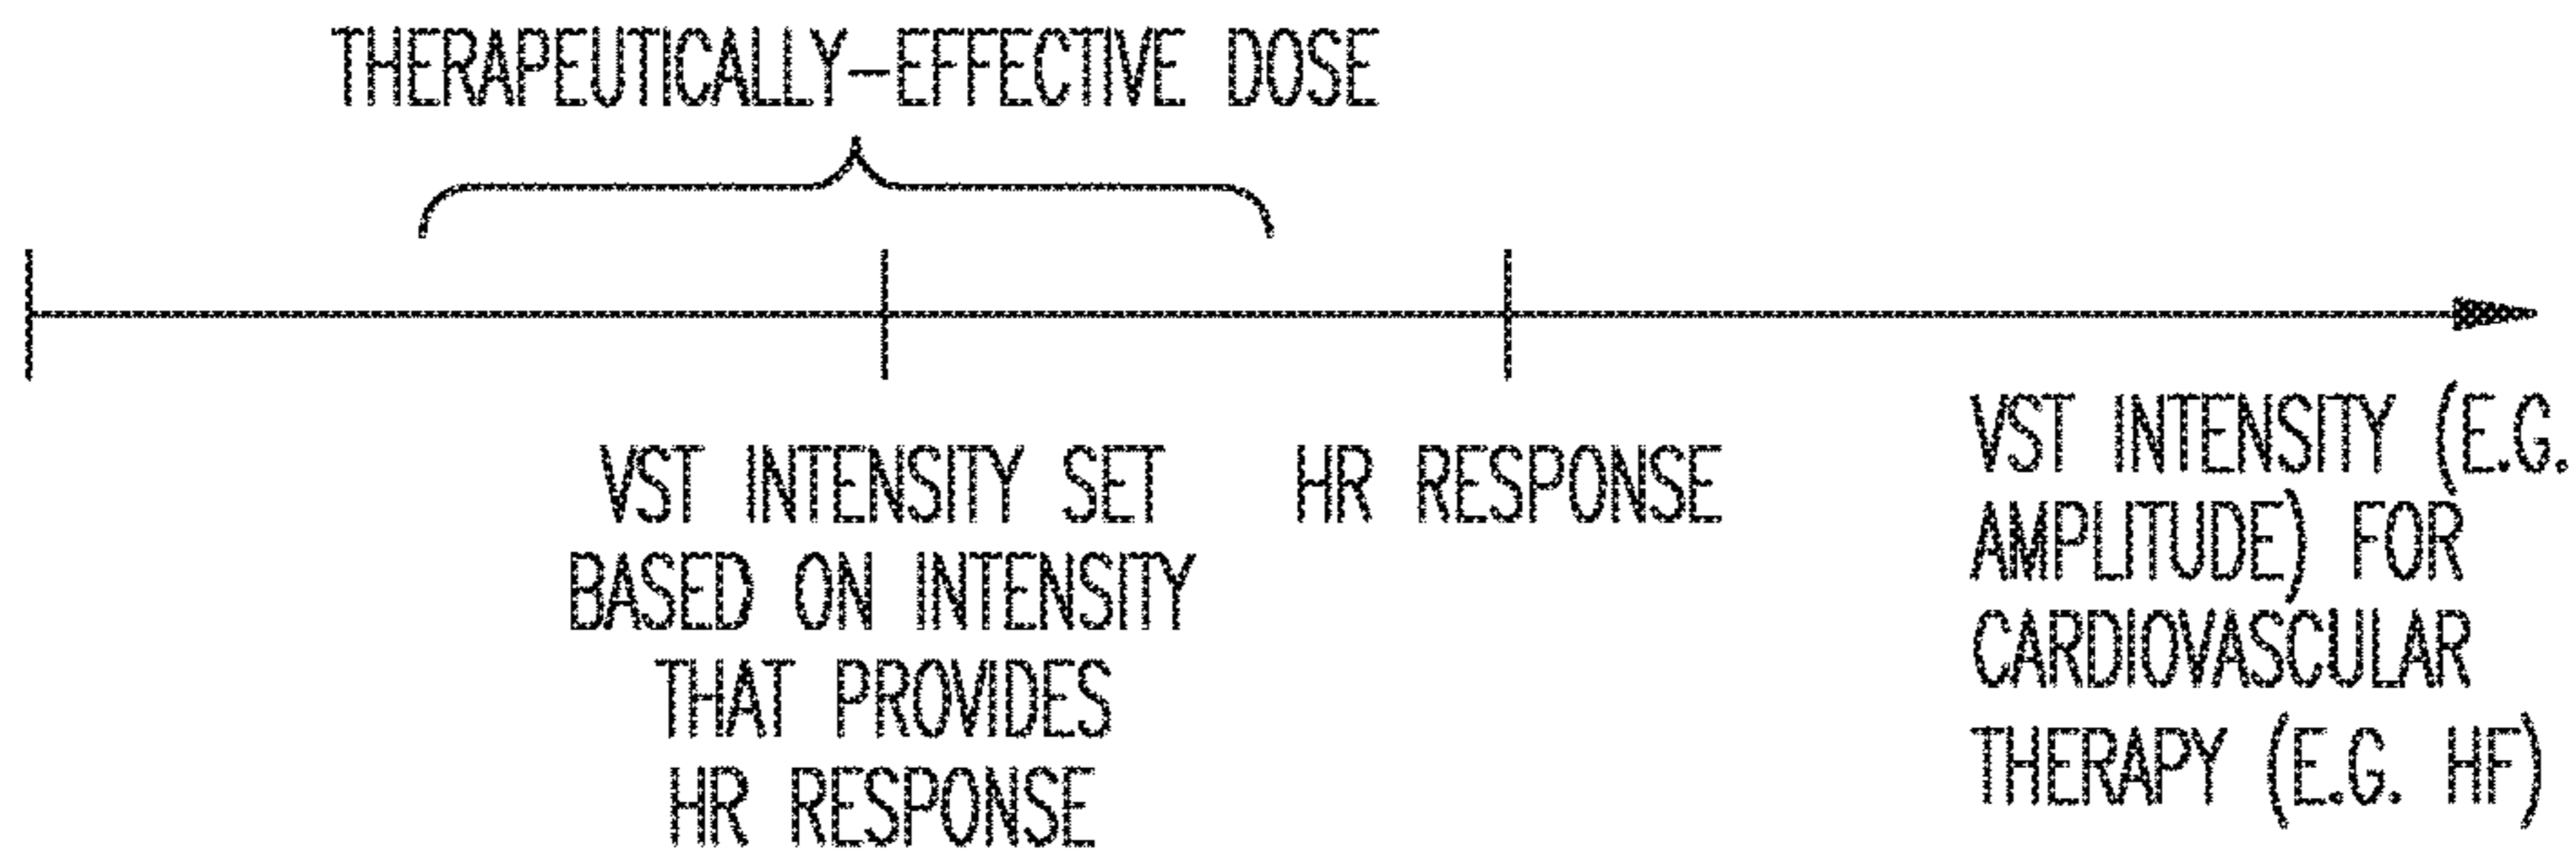 THERAPEUTICALLY-EFFECTIVE DOSE
VST INTENSITY SET
BASED ON INTENSITY
THAT PROVIDES
HR RESPONSE
HR RESPONSE
VST INTENSITY (E.G.
AMPLITUDE) FOR
CARDIOVASCULAR
THERAPY (E.G. HF)